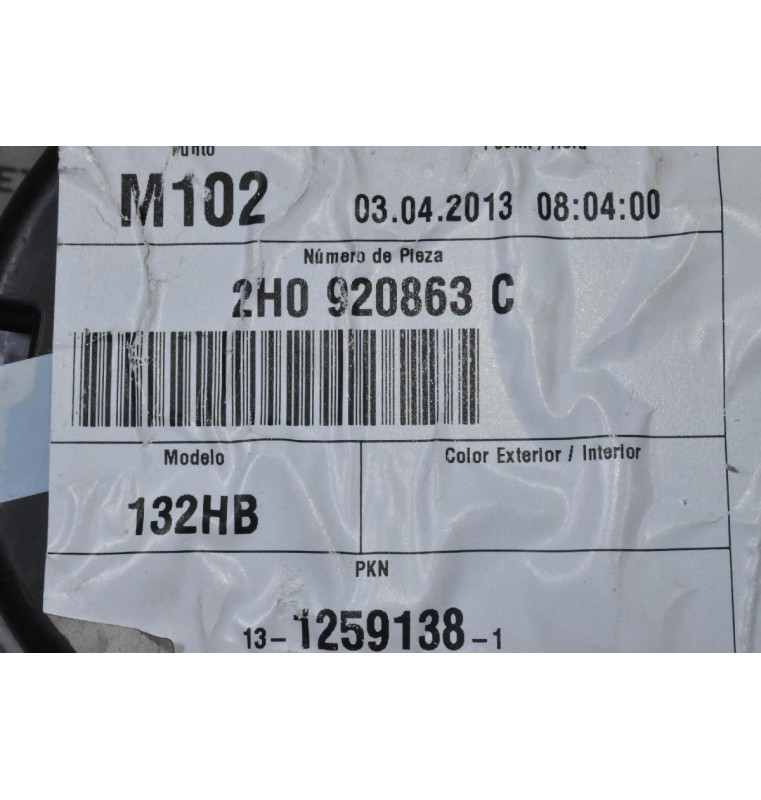 Punto
M102 03.04.2013 08:04:00
Número de Pieza
2H0 920863 C
Modelo
Color Exterior / Interior
132HB
PKN
13-1259138-1